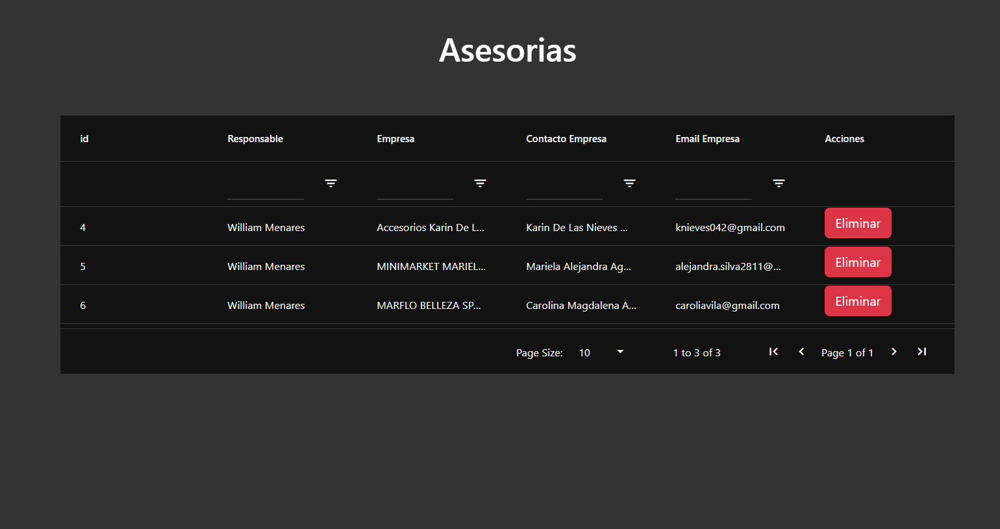 Asesorias
id Responsable Empresa Contacto Empresa Email Empresa Acciones
4 William Menares Accesorios Karin De L... Karin De Las Nieves ... knieves042@gmail.com Eliminar
5 William Menares MINIMARKET MARIEL... Mariela Alejandra Ag... alejandra.silva2811@... Eliminar
6 William Menares MARFLO BELLEZA SP... Carolina Magdalena A... caroliavila@gmail.com Eliminar
Page Size: 10 1 to 3 of 3 Page 1 of 1